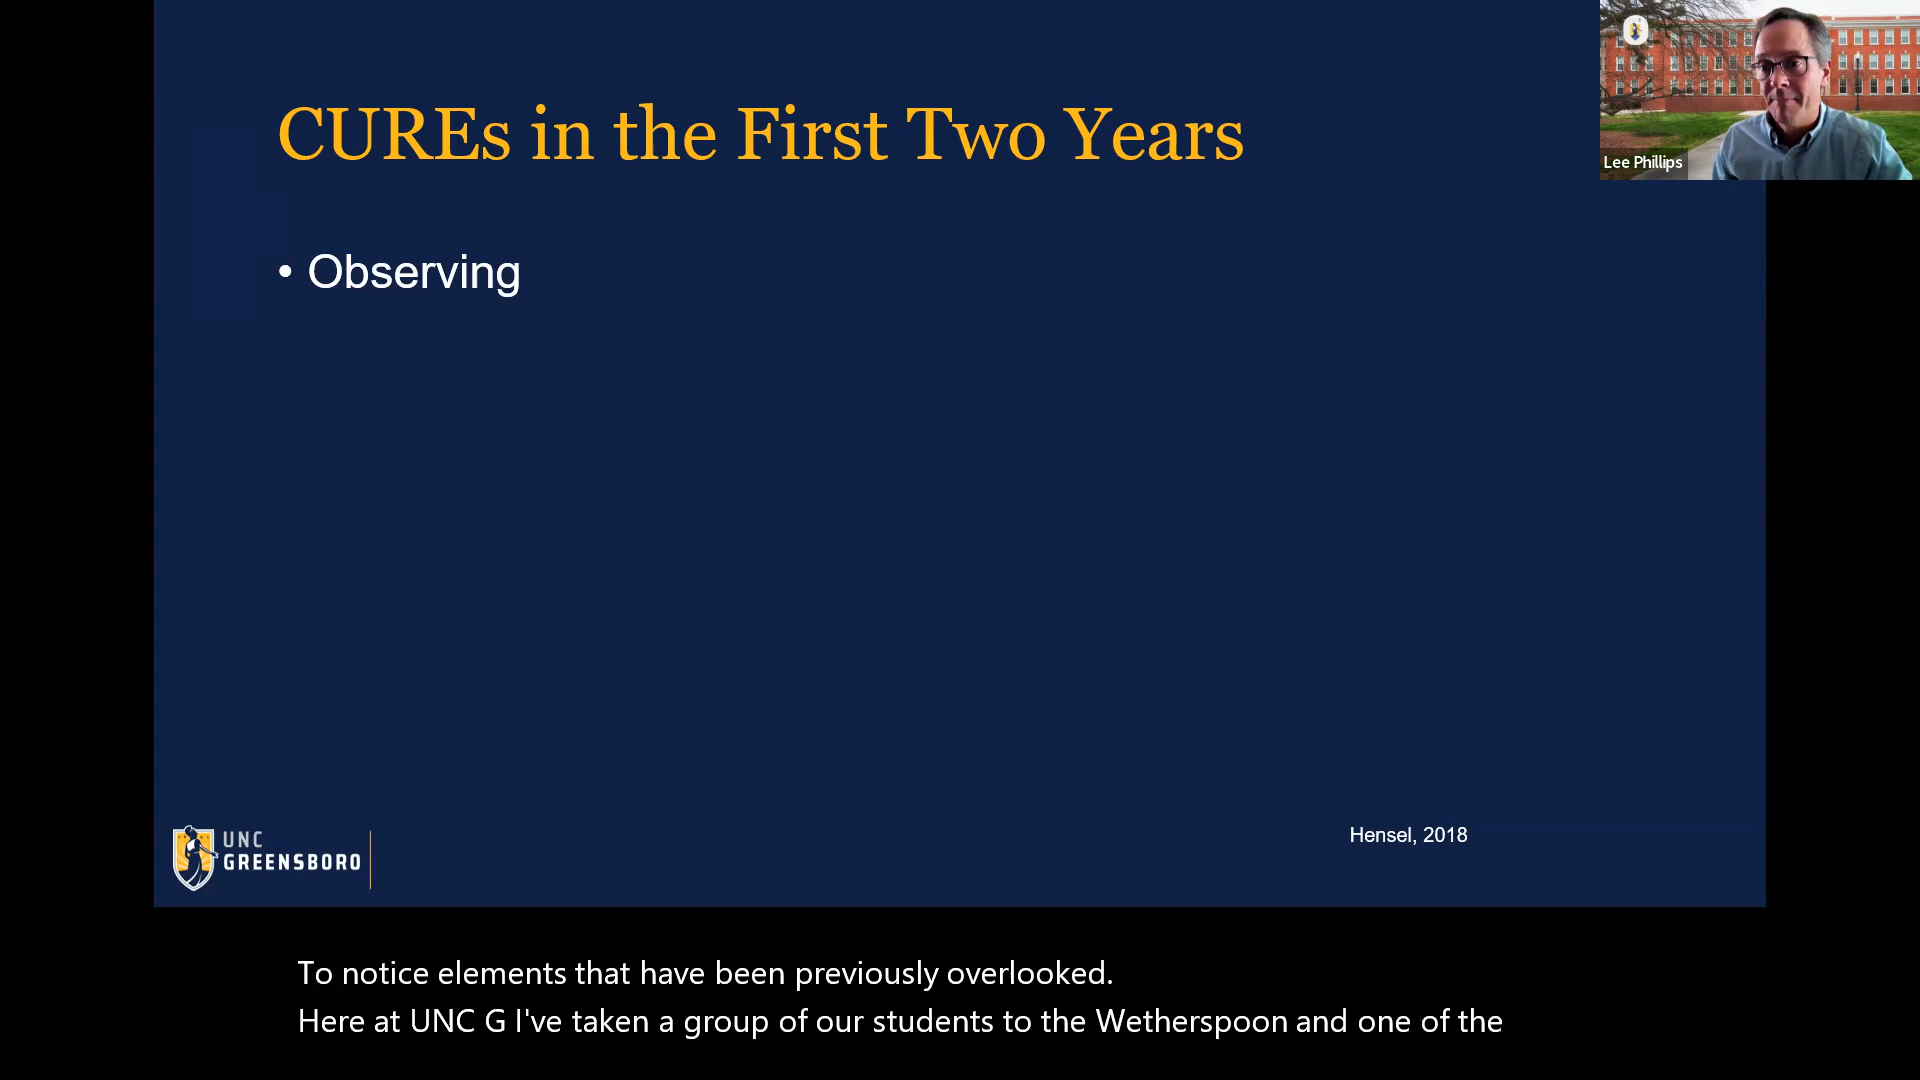 CUREs in the First Two Years
Lee Phillips
• Observing
Hensel, 2018
UNC
GREENSBORO
To notice elements that have been previously overlooked.
Here at UNC G I've taken a group of our students to the Wetherspoon and one of the